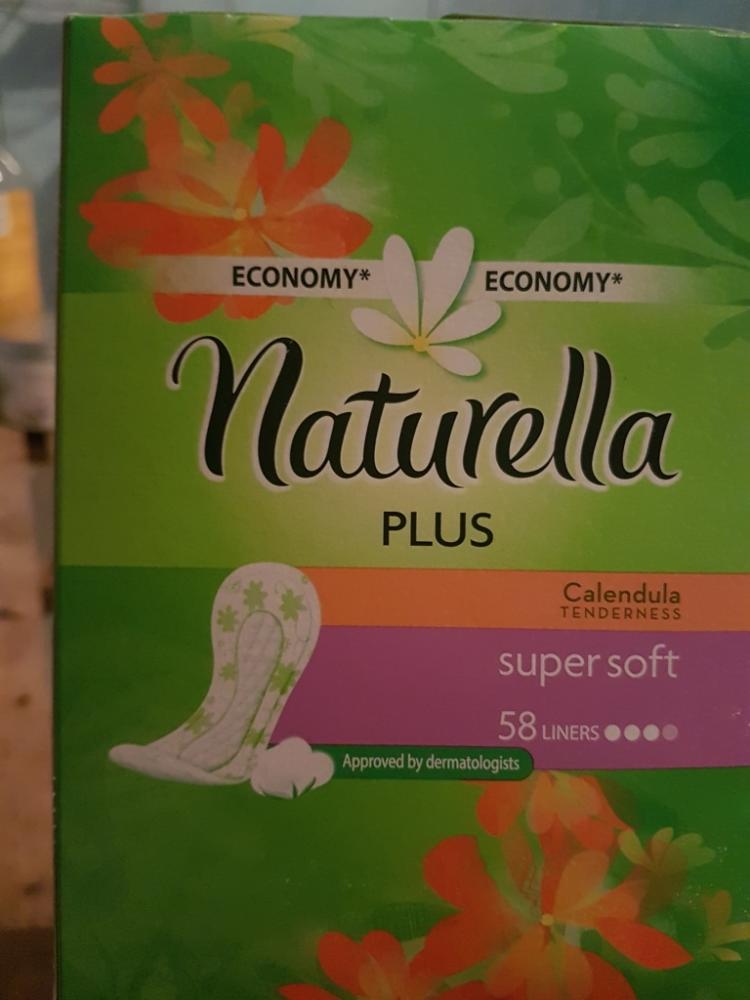 ECONOMY* ECONOMY*
Naturella
PLUS
Calendula
TENDERNESS
super soft
58 LINERS
Approved by dermatologists